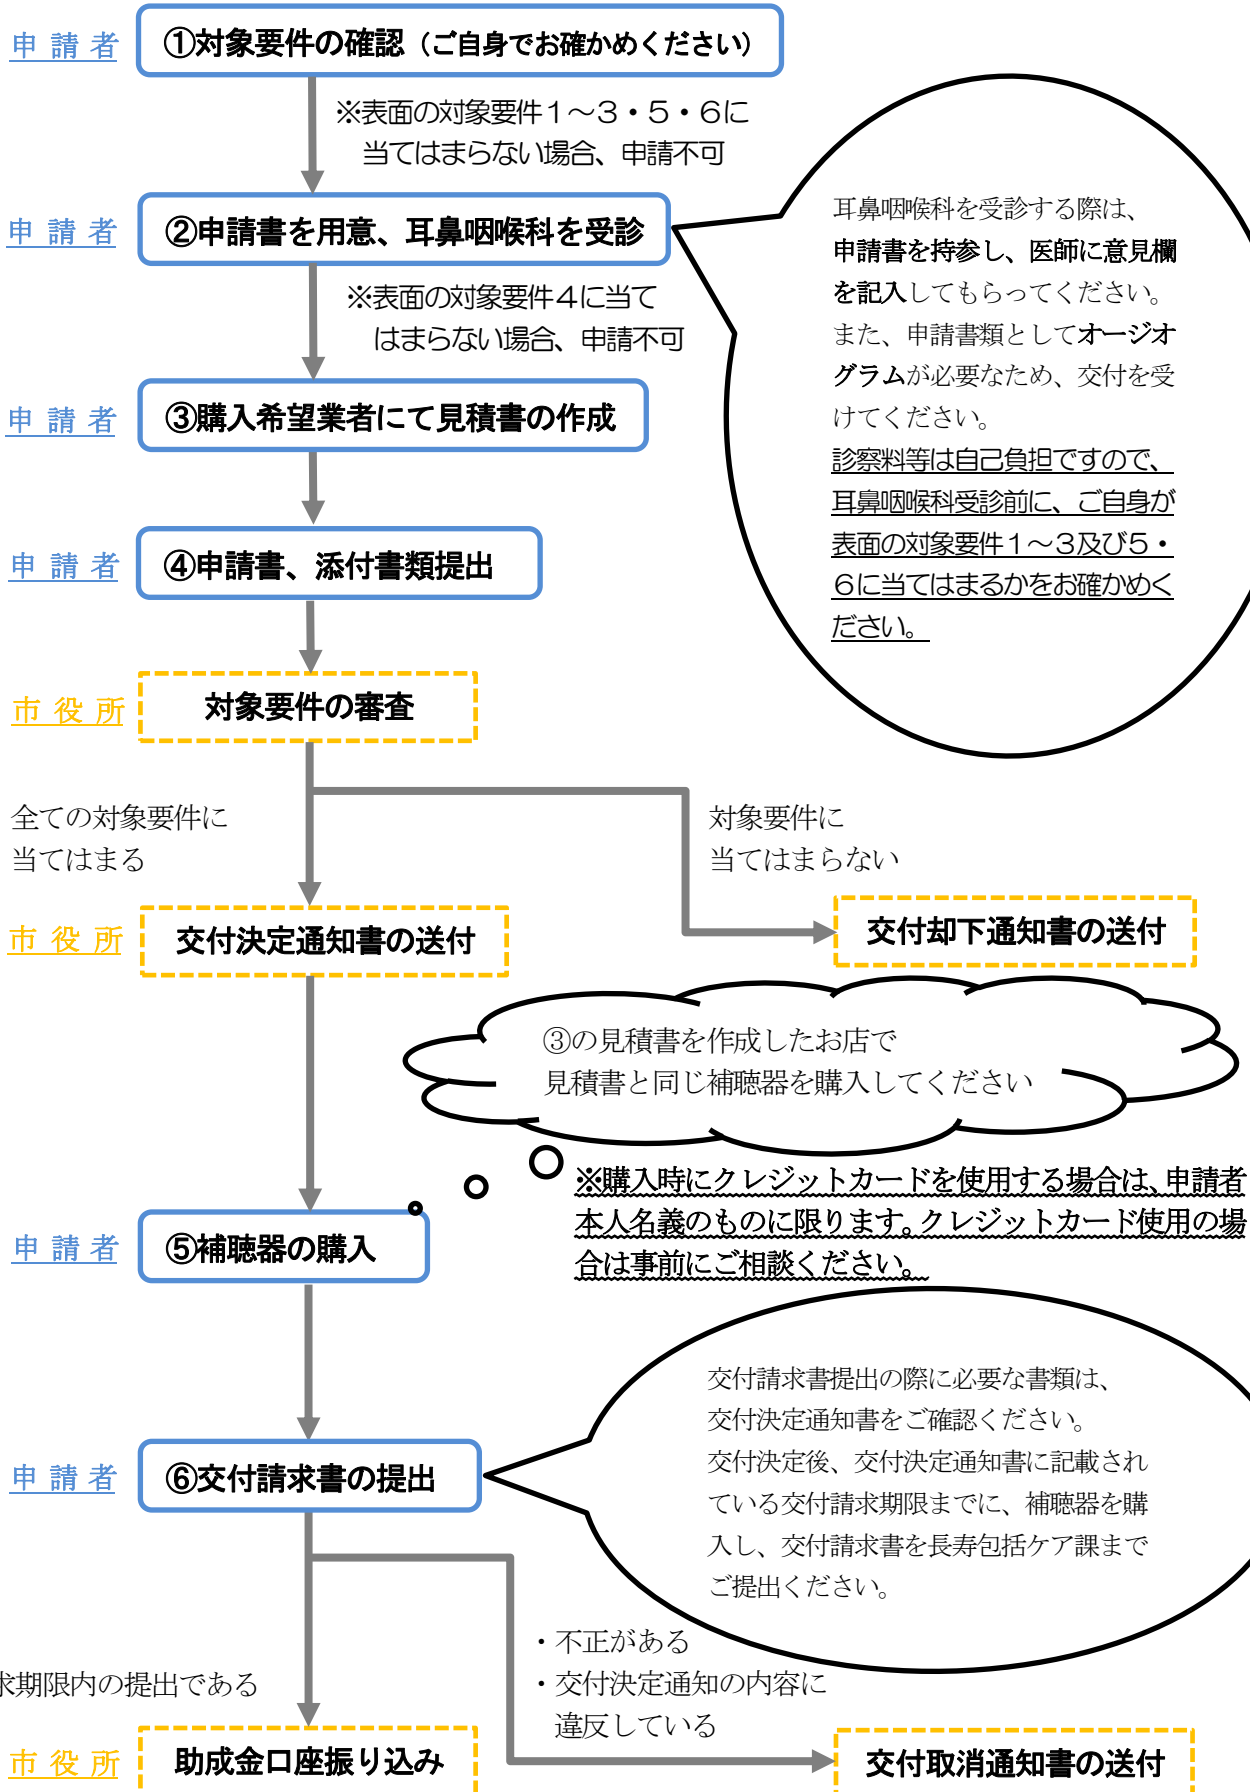 申請者
①対象要件の確認（ご自身でお確かめください）
※表面の対象要件１～３・５・６に
当てはまらない場合、申請不可
申請者
②申請書を用意、耳鼻咽喉科を受診
耳鼻咽喉科を受診する際は、
申請書を持参し、医師に意見欄
を記入してもらってください。
また、申請書類としてオージオ
グラムが必要なため、交付を受
けてください。
診察料等は自己負担ですので、
耳鼻咽喉科受診前に、ご自身が
表面の対象要件１～３及び５・
６に当てはまるかをお確かめく
ださい。
※表面の対象要件４に当て
はまらない場合、申請不可
申請者
③購入希望業者にて見積書の作成
申請者
④申請書、添付書類提出
市役所
対象要件の審査
全ての対象要件に
当てはまる
対象要件に
当てはまらない
市役所
交付決定通知書の送付
交付却下通知書の送付
③の見積書を作成したお店で
見積書と同じ補聴器を購入してください
※購入時にクレジットカードを使用する場合は、申請者
本人名義のものに限ります。クレジットカード使用の場
合は事前にご相談ください。
申請者
⑤補聴器の購入
交付請求書提出の際に必要な書類は、
交付決定通知書をご確認ください。
交付決定後、交付決定通知書に記載され
ている交付請求期限までに、補聴器を購
入し、交付請求書を長寿包括ケア課まで
ご提出ください。
申請者
⑥交付請求書の提出
求期限内の提出である
・不正がある
・交付決定通知の内容に
違反している
市役所
助成金口座振り込み
交付取消通知書の送付